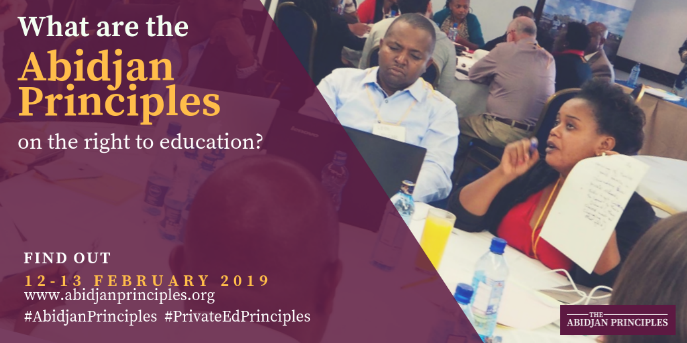 What are the
Abidjan
Principles
on the right to education?
FIND OUT
12-13 FEBRUARY 2019
www.abidjanprinciples.org
#AbidjanPrinciples #PrivateEdPrinciples
THE
ABIDJAN PRINCIPLES